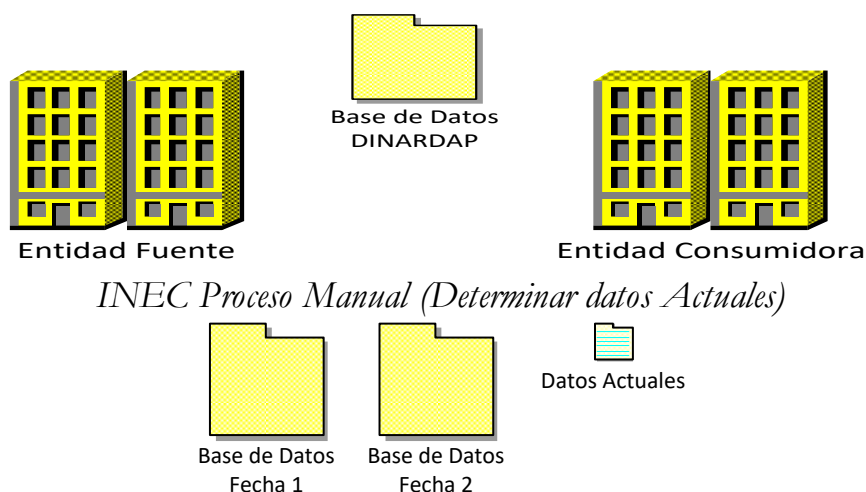 Base de Datos
DINARDAP
Entidad Fuente
Entidad Consumidora
INEC Proceso Manual (Determinar datos Actuales)
Datos Actuales
Base de Datos
Fecha 1
Base de Datos
Fecha 2